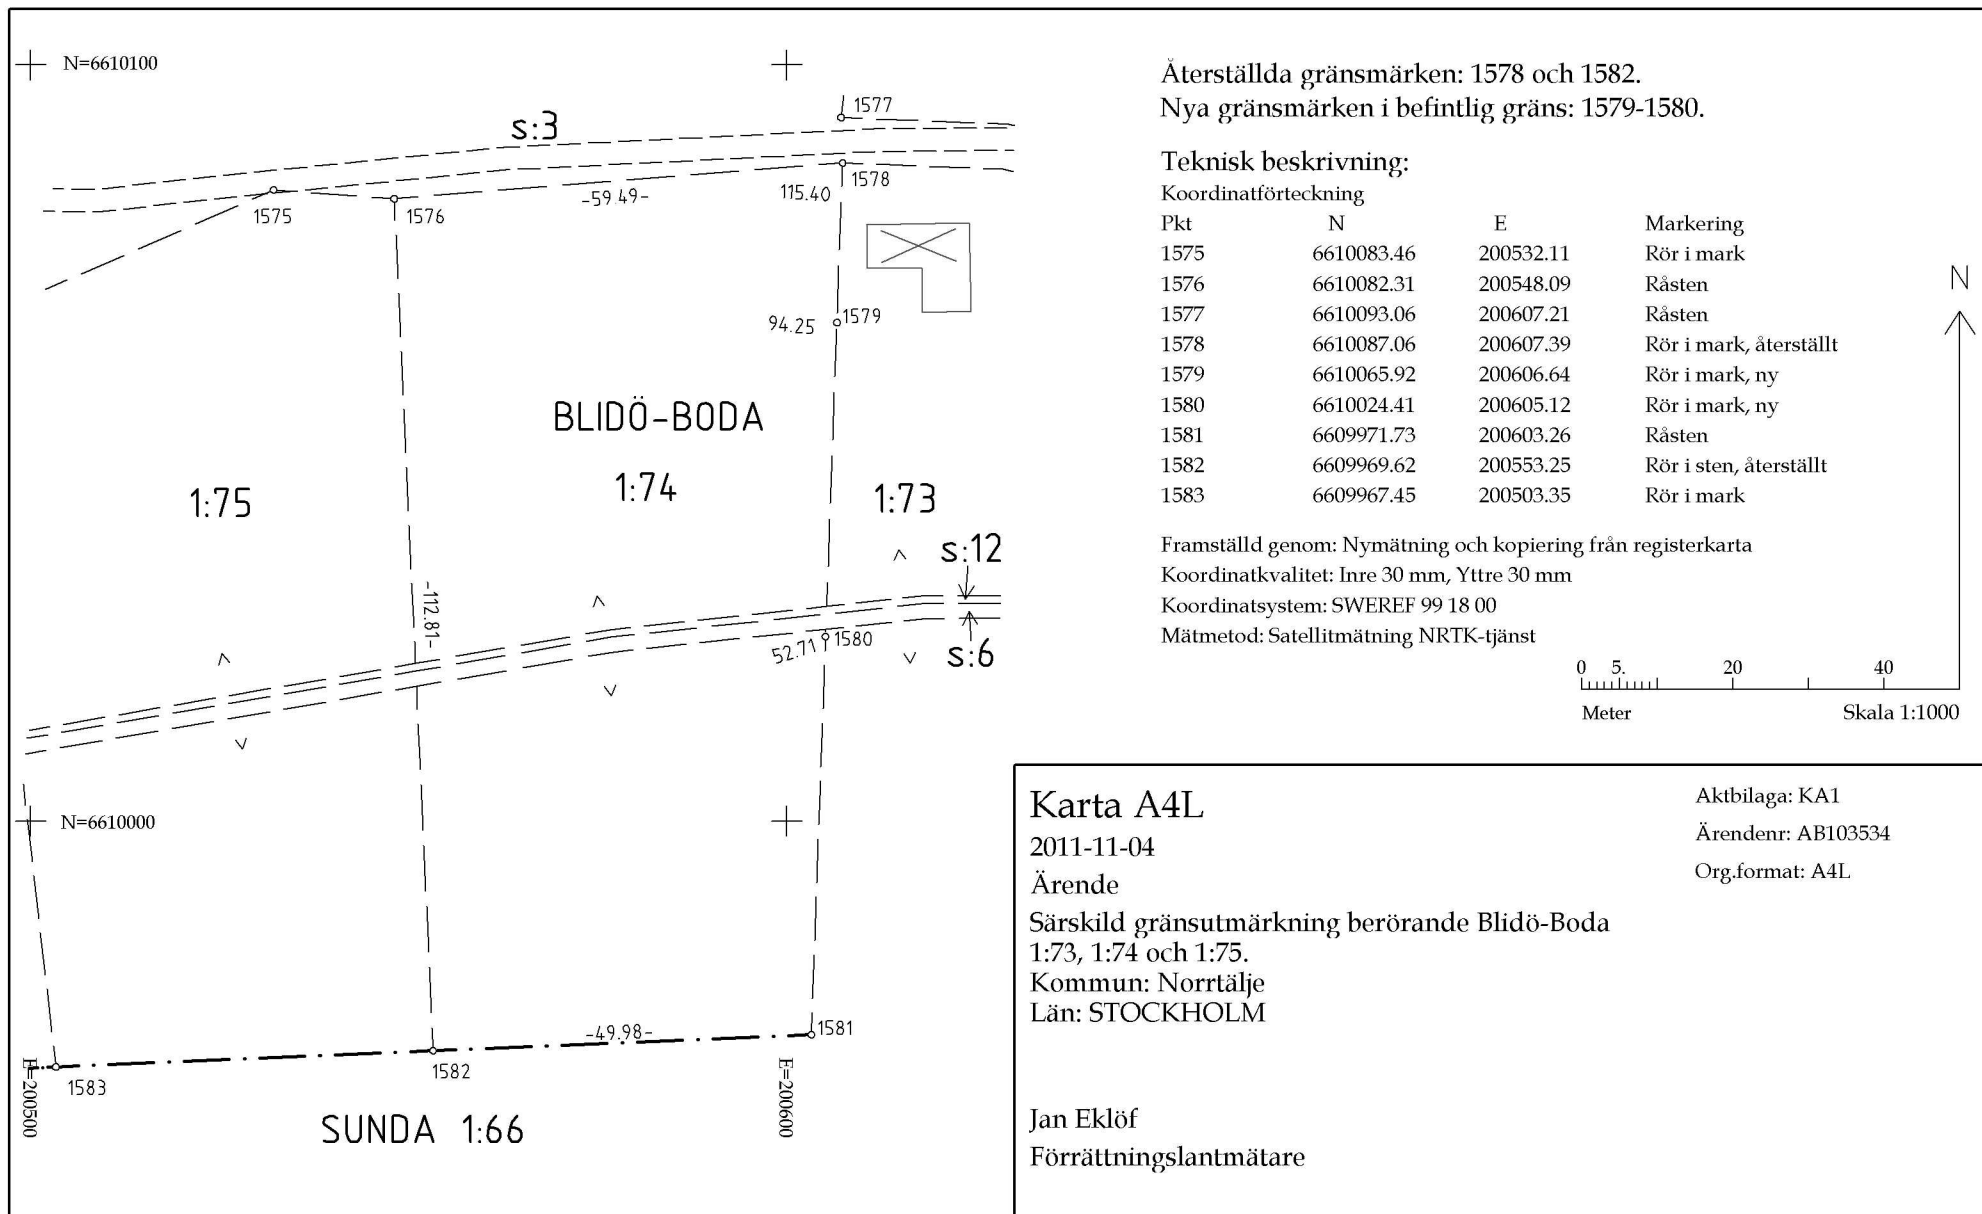 N=6610100
1577
s:3
1578
115.40
-59.49-
1575
1576
1579
94.25
BLIDÖ-BODA
1:75
1:74
1:73
s:12
-112.81-
52.71
1580
s:6
N=6610000
1581
-49.98-
1582
1583
E=200500
E=200600
SUNDA 1:66
Återställda gränsmärken: 1578 och 1582.
Nya gränsmärken i befintlig gräns: 1579-1580.
Teknisk beskrivning:
Koordinatförteckning
Pkt N E Markering
1575 6610083.46 200532.11 Rör i mark
1576 6610082.31 200548.09 Råsten
1577 6610093.06 200607.21 Råsten
1578 6610087.06 200607.39 Rör i mark, återställt
1579 6610065.92 200606.64 Rör i mark, ny
1580 6610024.41 200605.12 Rör i mark, ny
1581 6609971.73 200603.26 Råsten
1582 6609969.62 200553.25 Rör i sten, återställt
1583 6609967.45 200503.35 Rör i mark
N
Framställd genom: Nymätning och kopiering från registerkarta
Koordinatkvalitet: Inre 30 mm, Yttre 30 mm
Koordinatsystem: SWEREF 99 18 00
Mätmetod: Satellitmätning NRTK-tjänst
0 5. 20 40
Meter Skala 1:1000
Karta A4L
2011-11-04
Ärende
Särskild gränsutmärkning berörande Blidö-Boda
1:73, 1:74 och 1:75.
Kommun: Norrtälje
Län: STOCKHOLM
Aktbilaga: KA1
Ärendenr: AB103534
Org.format: A4L
Jan Eklöf
Förrättningslantmätare